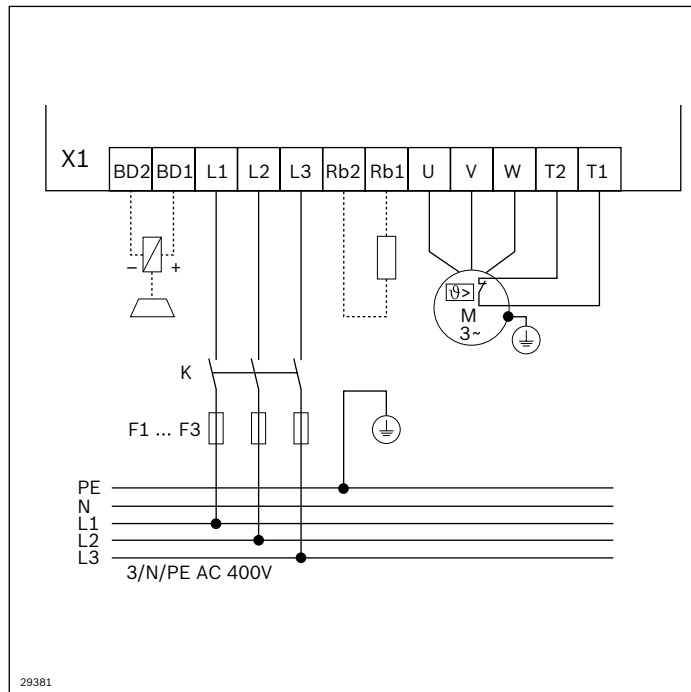 X1
BD2 BD1 L1 L2 L3 Rb2 Rb1 U V W T2 T1
– +
ϑ>
M
3~
K
F1 ... F3
PE
N
L1
L2
L3
3/N/PE AC 400V
29381